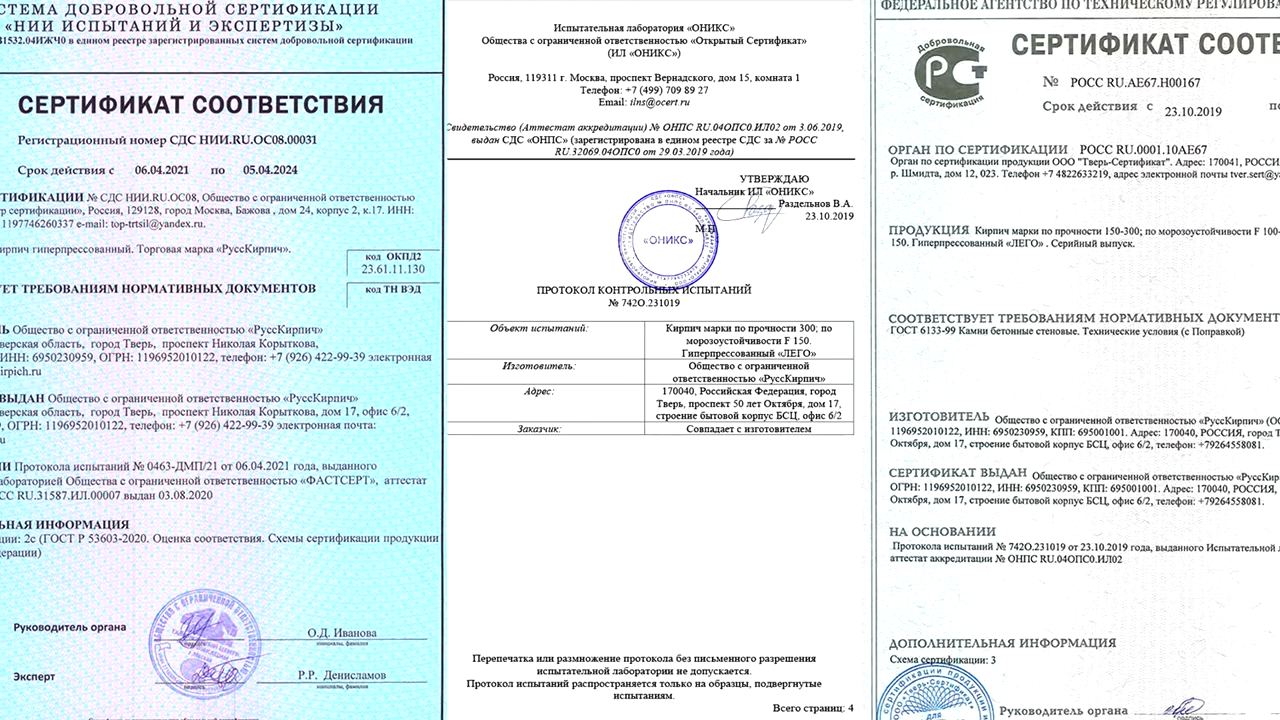 СТЕМА ДОБРОВОЛЬНОЙ СЕРТИФИКАЦИИ
«НИИ ИСПЫТАНИЙ И ЭКСПЕРТИЗЫ»
31532.04ИЖЧ0 в едином реестре зарегистрированных систем добровольной сертификации
СЕРТИФИКАТ СООТВЕТСТВИЯ
Регистрационный номер СДС НИИ.RU.ОС08.00031
Срок действия с 06.04.2021 по 05.04.2024
ТИФИКАЦИИ № СДС НИИ.RU.ОС08, Общество с ограниченной ответственностью
р сертификации», Россия, 129128, город Москва, Бажова , дом 24, корпус 2, к.17. ИНН:
1197746260337 e-mail: top-trtsil@yandex.ru.
ирпич гиперпрессованный. Торговая марка «РуссКирпич».
код ОКПД2
23.61.11.130
УЕТ ТРЕБОВАНИЯМ НОРМАТИВНЫХ ДОКУМЕНТОВ
код ТН ВЭД
Ь Общество с ограниченной ответственностью «РуссКирпич»
верская область, город Тверь, проспект Николая Корыткова,
ИНН: 6950230959, ОГРН: 1196952010122, телефон: +7 (926) 422-99-39 электронная
irpich.ru
ВЫДАН Общество с ограниченной ответственностью «РуссКирпич»
верская область, город Тверь, проспект Николая Корыткова, дом 17, офис 6/2,
, ОГРН: 1196952010122, телефон: +7 (926) 422-99-39 электронная почта:
u
ИИ Протокола испытаний № 0463-ДМП/21 от 06.04.2021 года, выданного
абораторией Общества с ограниченной ответственностью «ФАСТСЕРТ», аттестат
СС RU.31587.ИЛ.00007 выдан 03.08.2020
ЬНАЯ ИНФОРМАЦИЯ
ции: 2с (ГОСТ Р 53603-2020. Оценка соответствия. Схемы сертификации продукции
дерации)
Руководитель органа
О.Д. Иванова
инициалы, фамилия
Эксперт
Р.Р. Денисламов
подпись
инициалы, фамилия
Испытательная лаборатория «ОНИКС»
Общества с ограниченной ответственностью «Открытый Сертификат»
(ИЛ «ОНИКС»)
Россия, 119311 г. Москва, проспект Вернадского, дом 15, комната 1
Телефон: +7 (499) 709 89 27
Email: ilns@ocert.ru
Свидетельство (Аттестат аккредитации) № ОНПС RU.04ОПС0.ИЛ02 от 3.06.2019,
выдан СДС «ОНПС» (зарегистрирована в едином реестре СДС за № РОСС
RU.32069.04ОПС0 от 29.03.2019 года)
УТВЕРЖДАЮ
Начальник ИЛ «ОНИКС»
Раздельнов В.А.
23.10.2019
М.П.
«ОНИКС»
ПРОТОКОЛ КОНТРОЛЬНЫХ ИСПЫТАНИЙ
№ 742О.231019
Объект испытаний: Кирпич марки по прочности 300; по
морозоустойчивости F 150.
Гиперпрессованный «ЛЕГО»
Изготовитель: Общество с ограниченной
ответственностью «РуссКирпич»
Адрес: 170040, Российская Федерация, город
Тверь, проспект 50 лет Октября, дом 17,
строение бытовой корпус БСЦ, офис 6/2
Заказчик: Совпадает с изготовителем
Перепечатка или размножение протокола без письменного разрешения
испытательной лаборатории не допускается.
Протокол испытаний распространяется только на образцы, подвергнутые
испытаниям.
Всего страниц: 4
ФЕДЕРАЛЬНОЕ АГЕНТСТВО ПО ТЕХНИЧЕСКОМУ РЕГУЛИРОВА
Добровольная
РСТ
сертификация
СЕРТИФИКАТ СООТЕ
№ РОСС RU.АЕ67.Н00167
Срок действия с 23.10.2019 по
ОРГАН ПО СЕРТИФИКАЦИИ РОСС RU.0001.10АЕ67
Орган по сертификации продукции ООО "Тверь-Сертификат". Адрес: 170041, РОССИ
р. Шмидта, дом 12, 023. Телефон +7 4822633219, адрес электронной почты tver.sert@ya
ПРОДУКЦИЯ Кирпич марки по прочности 150-300; по морозоустойчивости F 100-
150. Гиперпрессованный «ЛЕГО» . Серийный выпуск.
СООТВЕТСТВУЕТ ТРЕБОВАНИЯМ НОРМАТИВНЫХ ДОКУМЕНТ
ГОСТ 6133-99 Камни бетонные стеновые. Технические условия (с Поправкой)
ИЗГОТОВИТЕЛЬ Общество с ограниченной ответственностью «РуссКирпич» (ОС
1196952010122, ИНН: 6950230959, КПП: 695001001. Адрес: 170040, РОССИЯ, город Т
Октября, дом 17, строение бытовой корпус БСЦ, офис 6/2, телефон: +79264558081.
СЕРТИФИКАТ ВЫДАН Общество с ограниченной ответственностью «РуссКир
ОГРН: 1196952010122, ИНН: 6950230959, КПП: 695001001. Адрес: 170040, РОССИЯ,
Октября, дом 17, строение бытовой корпус БСЦ, офис 6/2, телефон: +79264558081.
НА ОСНОВАНИИ
Протокола испытаний № 742О.231019 от 23.10.2019 года, выданного Испытательной л
аттестат аккредитации № ОНПС RU.04ОПС0.ИЛ02
ДОПОЛНИТЕЛЬНАЯ ИНФОРМАЦИЯ
Схема сертификации: 3
Руководитель органа
подпись